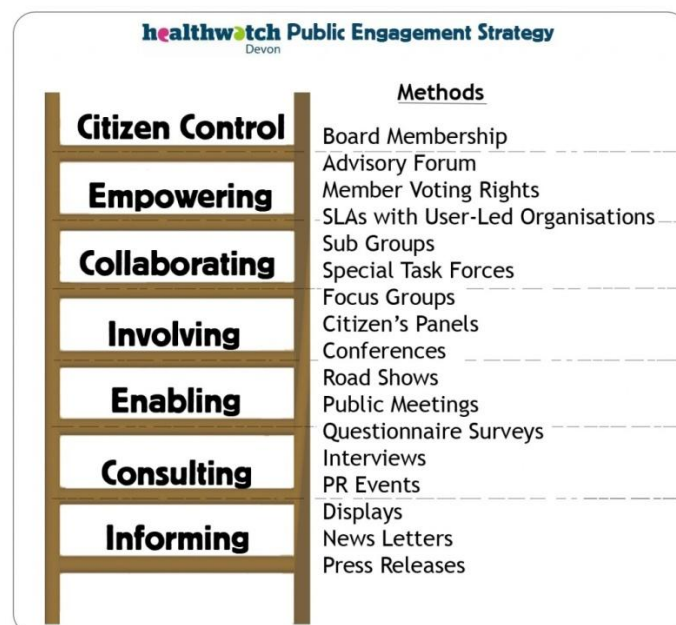 healthwatch Public Engagement Strategy
Devon
Methods
Citizen Control
Empowering
Collaborating
Involving
Enabling
Consulting
Informing
Board Membership
Advisory Forum
Member Voting Rights
SLAs with User-Led Organisations
Sub Groups
Special Task Forces
Focus Groups
Citizen's Panels
Conferences
Road Shows
Public Meetings
Questionnaire Surveys
Interviews
PR Events
Displays
News Letters
Press Releases